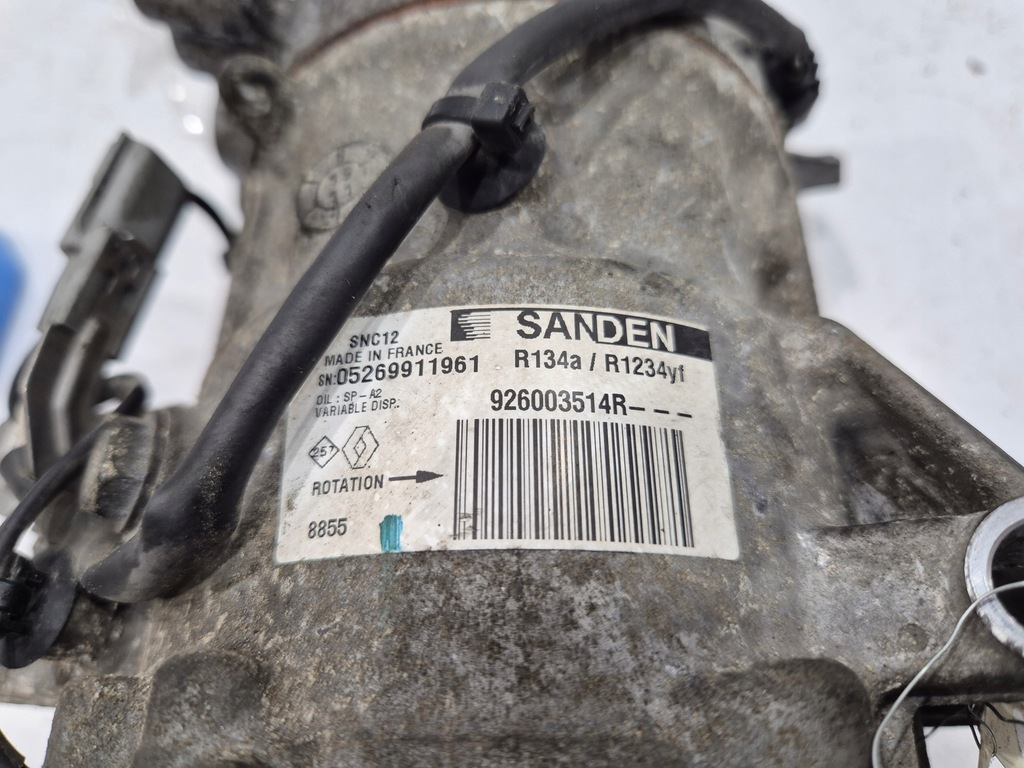 SANDEN
SNC12
MADE IN FRANCE
SN:05269911961
OIL : SP-A2
VARIABLE DISP.:
R134a / R1234yf
926003514R---
257
ROTATION
8855